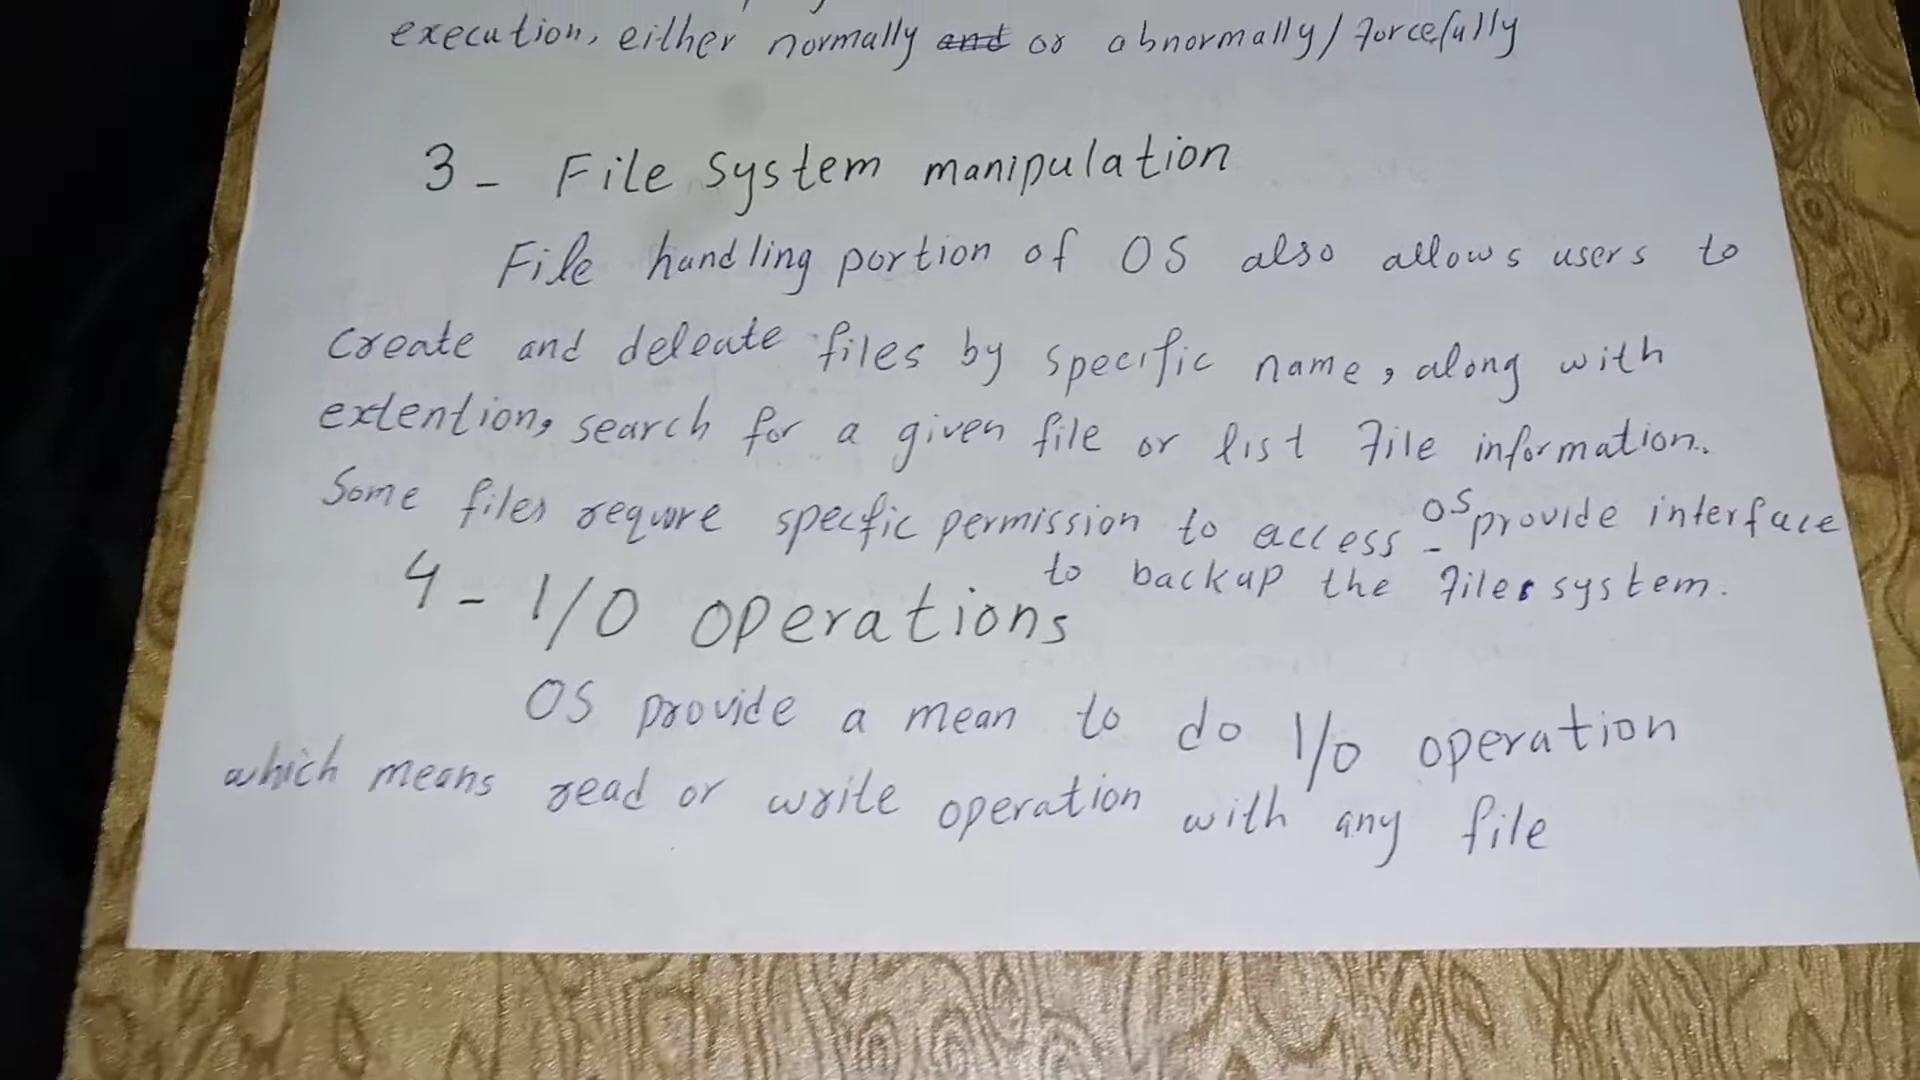 execution, either normally and or abnormally/forcefully
3- File System manipulation
File handling portion of OS also allows users to
create and deleate files by specific name, along with
extention, search for a given file or list file information.
Some files requre specfic permission to access - OS provide interface
to backup the files system.
4- I/O operations
OS provide a mean to do I/O operation
which means read or write operation with any file